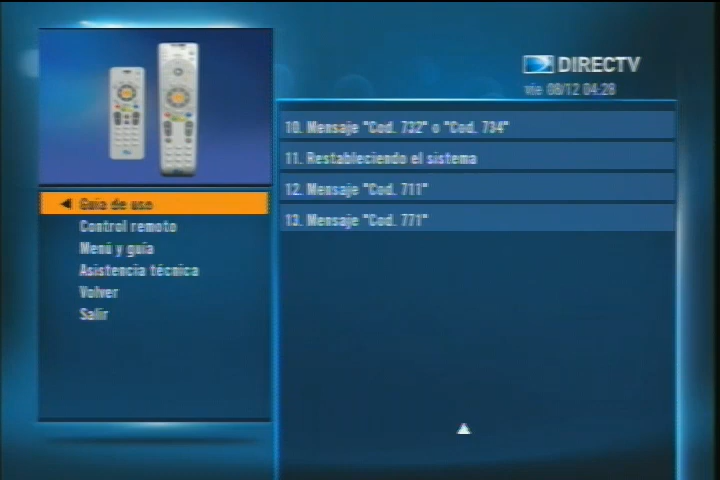 DIRECTV
vie 08/12 04:28
10. Mensaje "Cod. 732" o "Cod. 734"
11. Restableciendo el sistema
12. Mensaje "Cod. 711"
13. Mensaje "Cod. 771"
Guía de uso
Control remoto
Menú y guía
Asistencia técnica
Volver
Salir